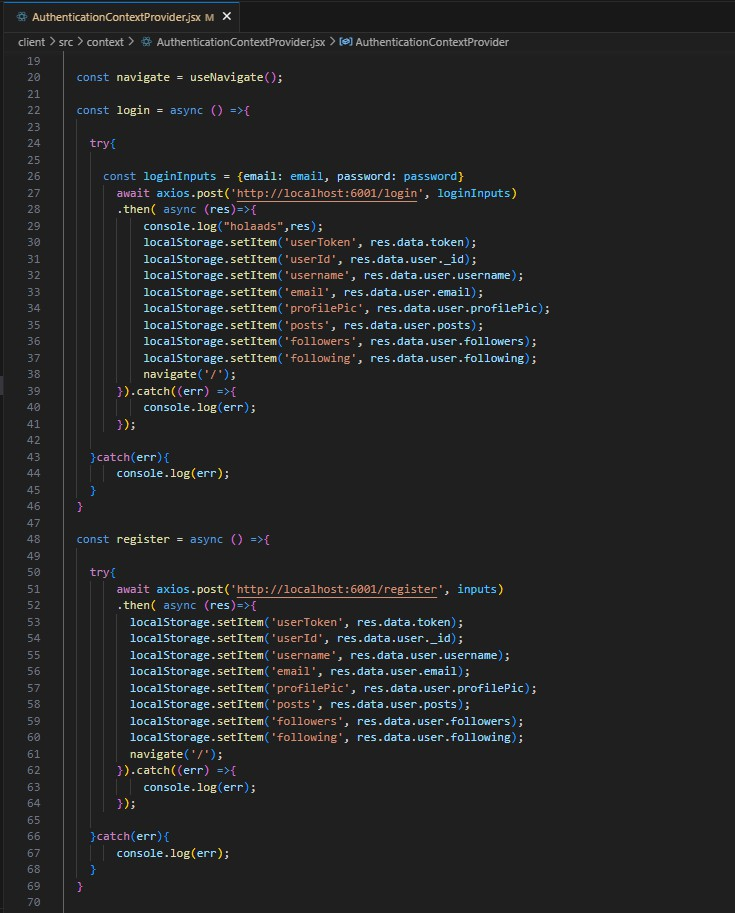 AuthenticationContextProvider.jsx M ×
client > src > context > AuthenticationContextProvider.jsx > AuthenticationContextProvider
19
20 const navigate = useNavigate();
21
22 const login = async () =>{
23
24 try{
25
26 const loginInputs = {email: email, password: password}
27 await axios.post('http://localhost:6001/login', loginInputs)
28 .then( async (res)=>{
29 console.log("holaads",res);
30 localStorage.setItem('userToken', res.data.token);
31 localStorage.setItem('userId', res.data.user._id);
32 localStorage.setItem('username', res.data.user.username);
33 localStorage.setItem('email', res.data.user.email);
34 localStorage.setItem('profilePic', res.data.user.profilePic);
35 localStorage.setItem('posts', res.data.user.posts);
36 localStorage.setItem('followers', res.data.user.followers);
37 localStorage.setItem('following', res.data.user.following);
38 navigate('/');
39 }).catch((err) =>{
40 console.log(err);
41 });
42
43 }catch(err){
44 console.log(err);
45 }
46 }
47
48 const register = async () =>{
49
50 try{
51 await axios.post('http://localhost:6001/register', inputs)
52 .then( async (res)=>{
53 localStorage.setItem('userToken', res.data.token);
54 localStorage.setItem('userId', res.data.user._id);
55 localStorage.setItem('username', res.data.user.username);
56 localStorage.setItem('email', res.data.user.email);
57 localStorage.setItem('profilePic', res.data.user.profilePic);
58 localStorage.setItem('posts', res.data.user.posts);
59 localStorage.setItem('followers', res.data.user.followers);
60 localStorage.setItem('following', res.data.user.following);
61 navigate('/');
62 }).catch((err) =>{
63 console.log(err);
64 });
65
66 }catch(err){
67 console.log(err);
68 }
69 }
70